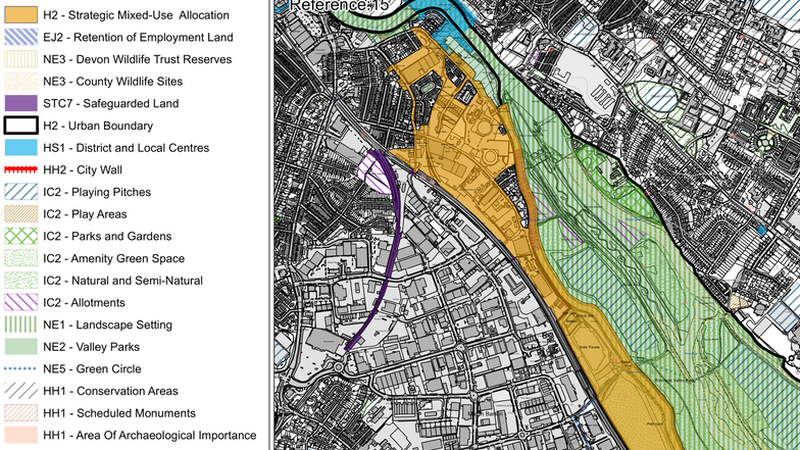 H2 - Strategic Mixed-Use Allocation
EJ2 - Retention of Employment Land
NE3 - Devon Wildlife Trust Reserves
NE3 - County Wildlife Sites
STC7 - Safeguarded Land
H2 - Urban Boundary
HS1 - District and Local Centres
HH2 - City Wall
IC2 - Playing Pitches
IC2 - Play Areas
IC2 - Parks and Gardens
IC2 - Amenity Green Space
IC2 - Natural and Semi-Natural
IC2 - Allotments
NE1 - Landscape Setting
NE2 - Valley Parks
NE5 - Green Circle
HH1 - Conservation Areas
HH1 - Scheduled Monuments
HH1 - Area Of Archaeological Importance
Reference:15